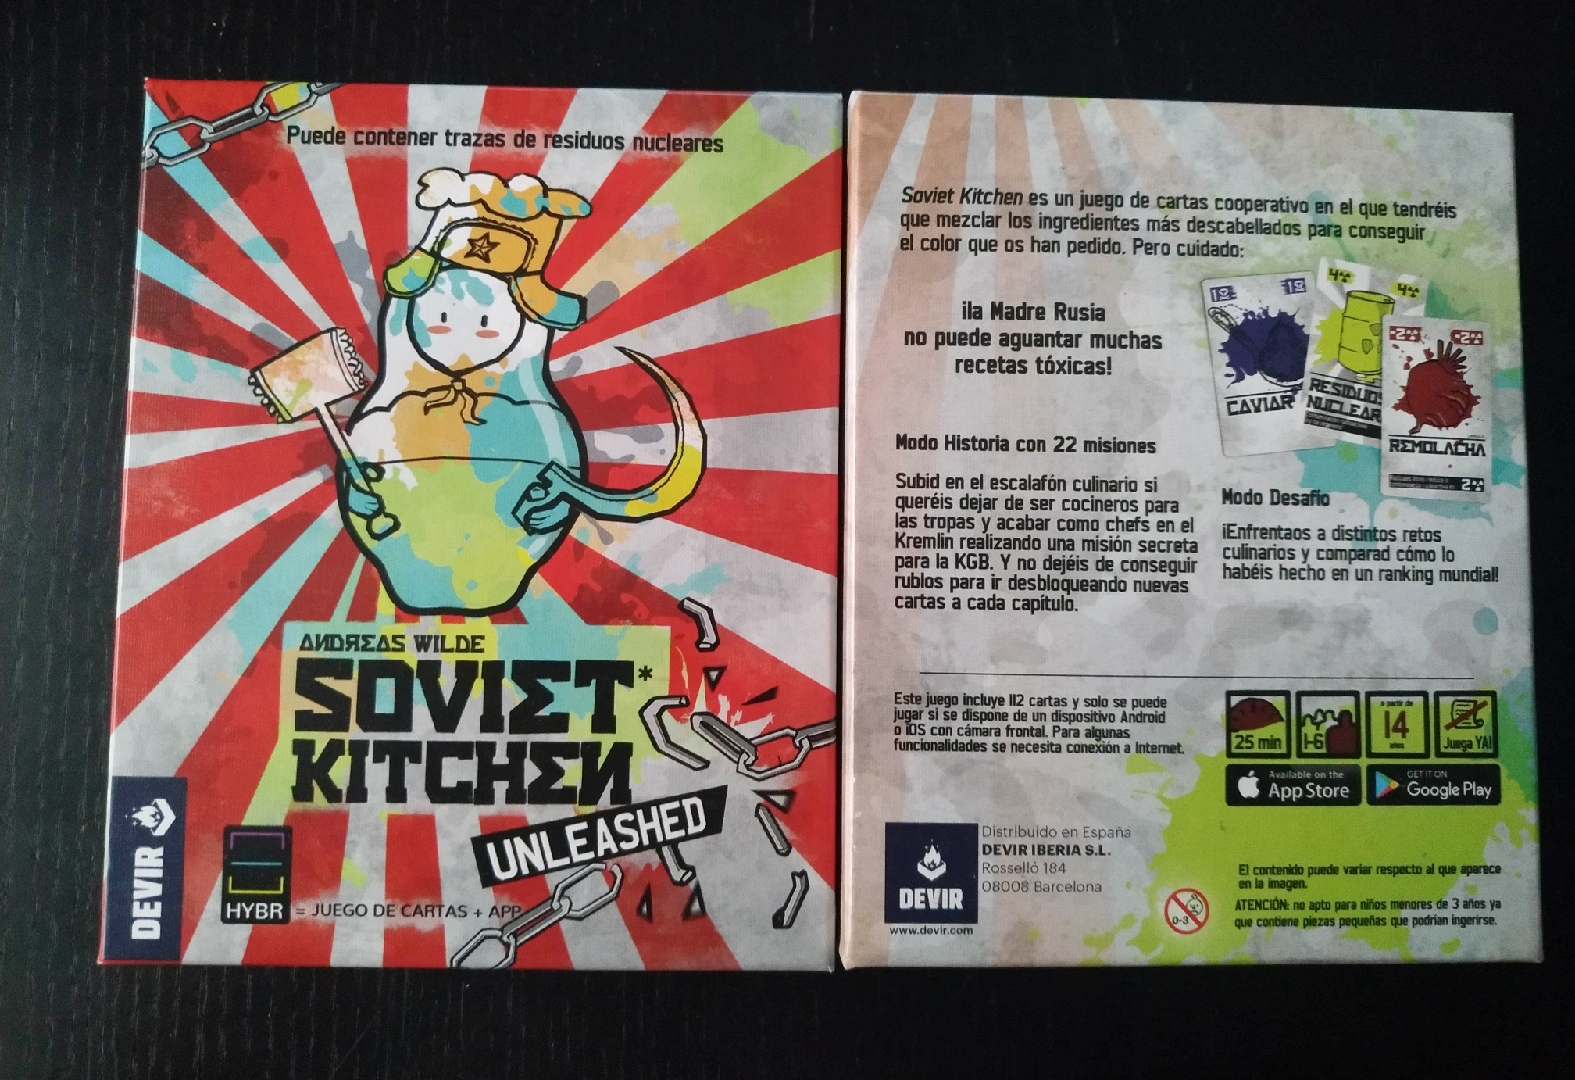 Puede contener trazas de residuos nucleares
ANDREAS WILDE
SOVIET*
KITCHEN
UNLEASHED
DEVIR
HYBR = JUEGO DE CARTAS + APP
Soviet Kitchen es un juego de cartas cooperativo en el que tendréis
que mezclar los ingredientes más descabellados para conseguir
el color que os han pedido. Pero cuidado:
¡la Madre Rusia
no puede aguantar muchas
recetas tóxicas!
CAVIAR
4
4
RESIDUOS
NUCLEAR
REMOLACHA
2
Modo Historia con 22 misiones
Subid en el escalafón culinario si
queréis dejar de ser cocineros para
las tropas y acabar como chefs en el
Kremlin realizando una misión secreta
para la KGB. Y no dejéis de conseguir
rublos para ir desbloqueando nuevas
cartas a cada capítulo.
Modo Desafío
¡Enfrentaos a distintos retos
culinarios y comparad cómo lo
habéis hecho en un ranking mundial!
Este juego incluye 112 cartas y solo se puede
jugar si se dispone de un dispositivo Android
o iOS con cámara frontal. Para algunas
funcionalidades se necesita conexión a Internet.
25 min
1-6
a partir de
14
años
Juega YA!
Available on the
App Store
GET IT ON
Google Play
DEVIR
www.devir.com
Distribuido en España
DEVIR IBERIA S.L.
Rosselló 184
08008 Barcelona
0-3
El contenido puede variar respecto al que aparece
en la imagen.
ATENCIÓN: no apto para niños menores de 3 años ya
que contiene piezas pequeñas que podrían ingerirse.